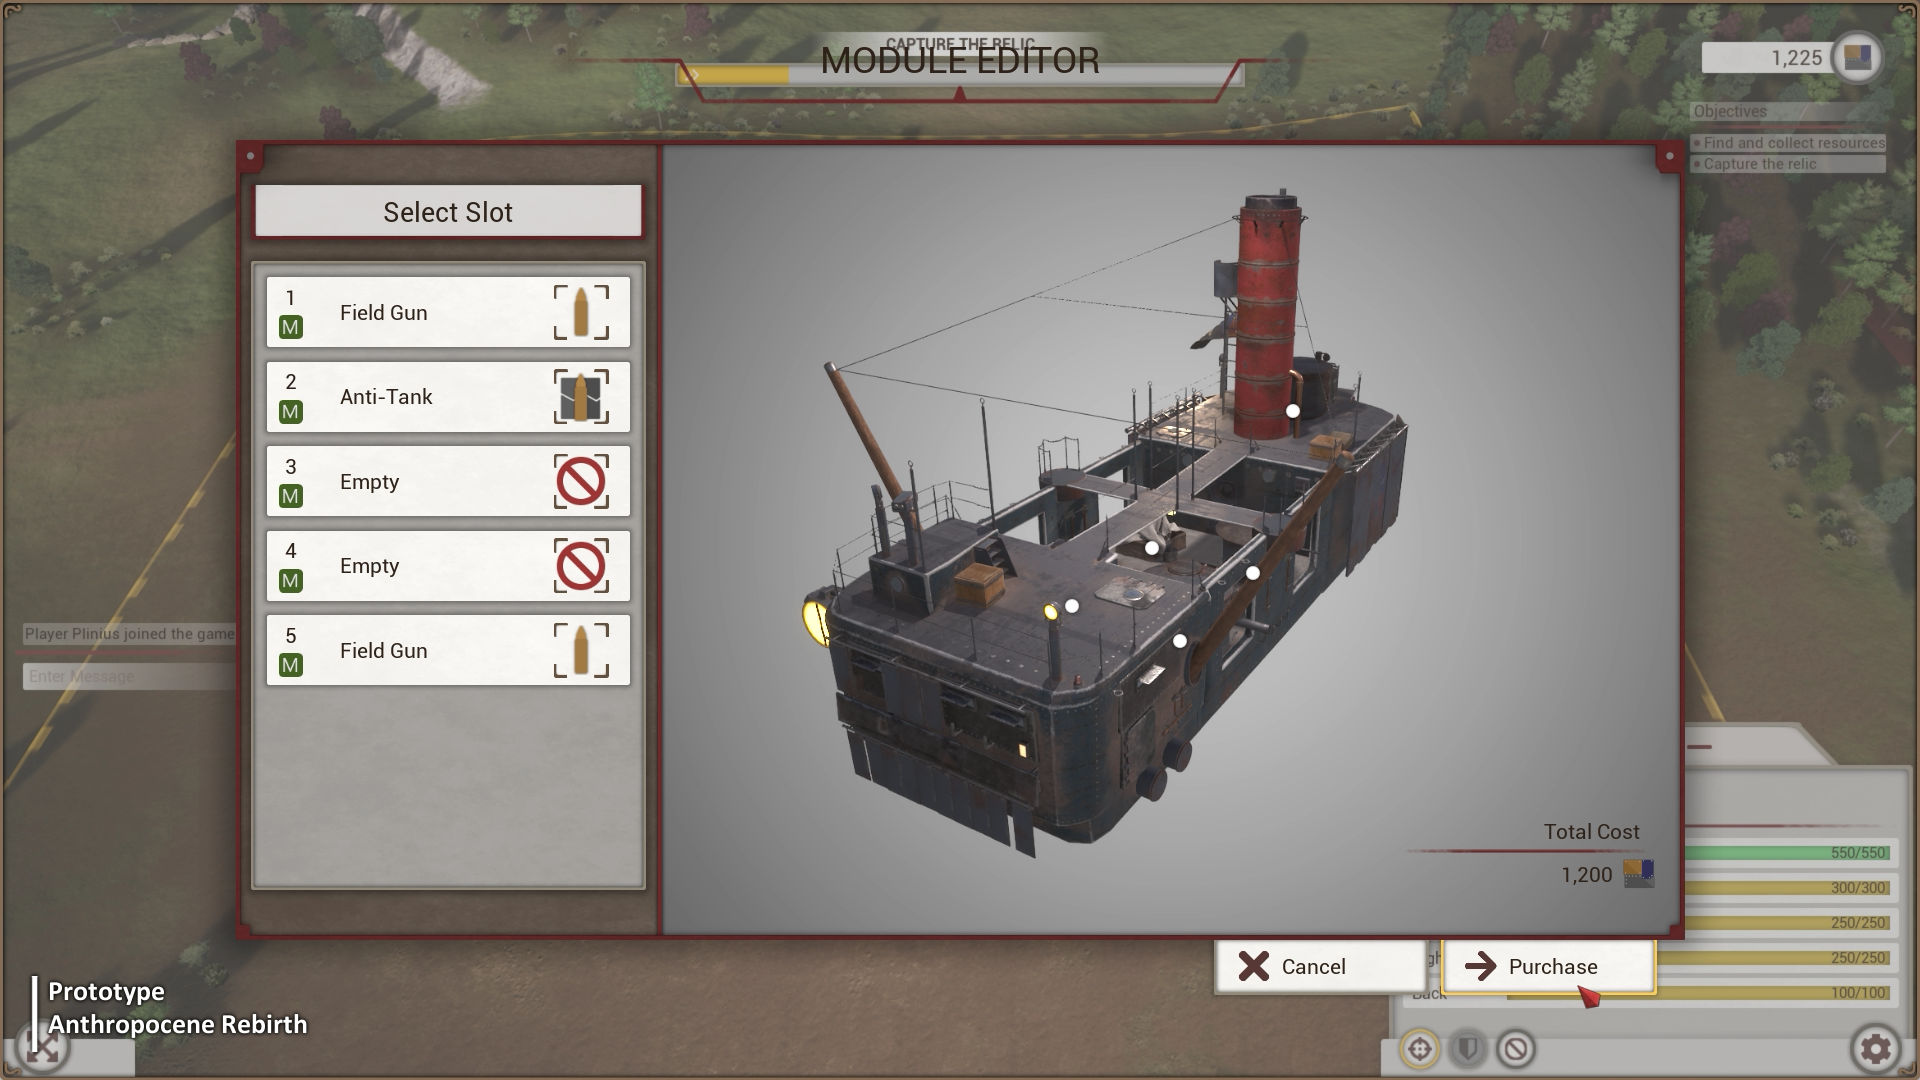 CAPTURE THE RELIC
MODULE EDITOR
1,225
Objectives
• Find and collect resources
• Capture the relic
Select Slot
1
M
Field Gun
2
M
Anti-Tank
3
M
Empty
4
M
Empty
5
M
Field Gun
Player Plinius joined the game
Enter Message
Total Cost
1,200
550/550
300/300
250/250
250/250
Back
100/100
Cancel
Purchase
Prototype
Anthropocene Rebirth